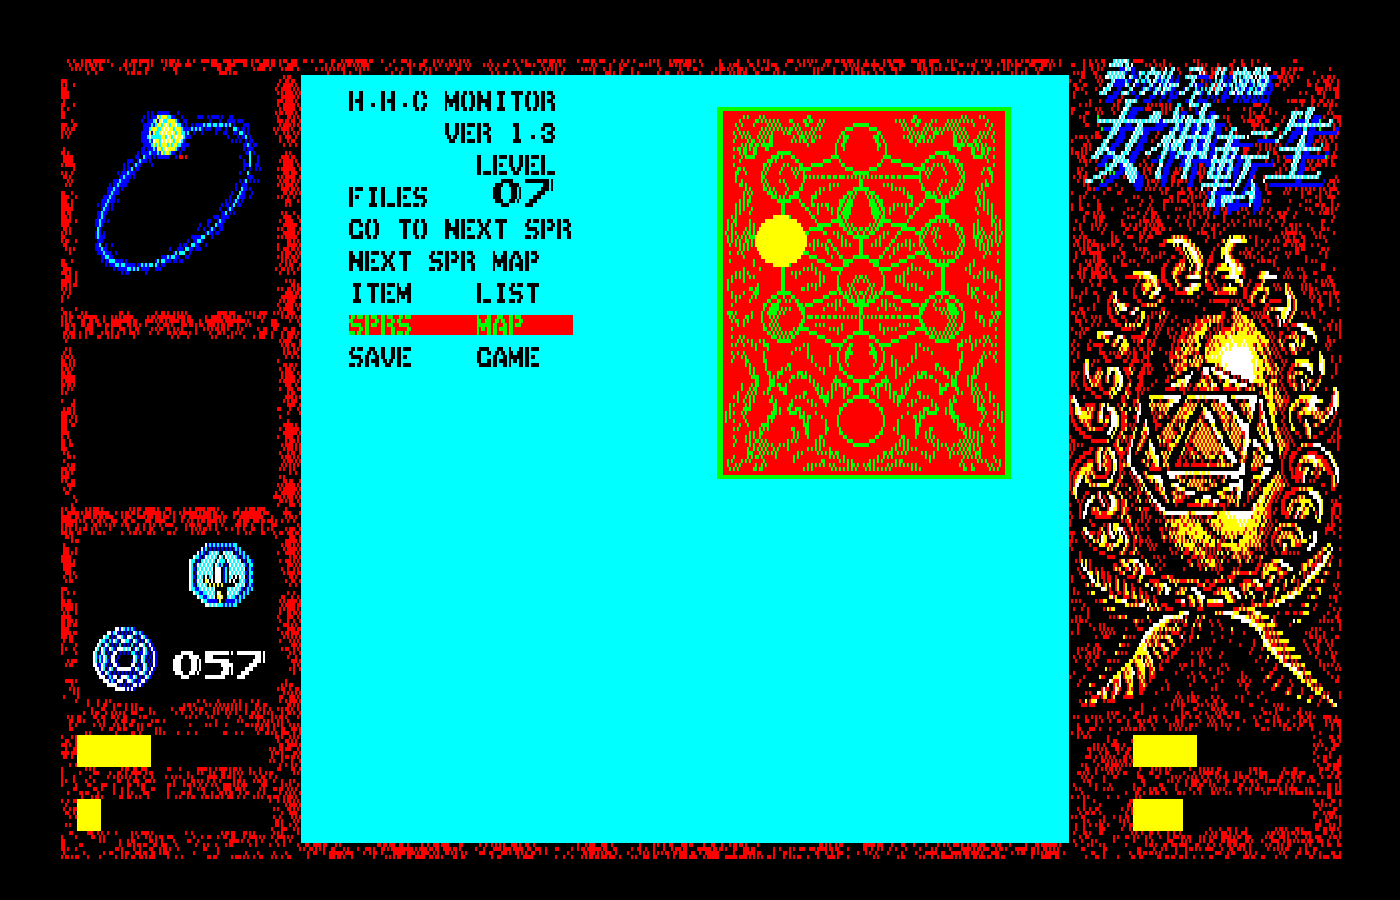 H.H.C MONITOR
VER 1.3
LEVEL
07
FILES
GO TO NEXT SPR
NEXT SPR MAP
ITEM LIST
SPRS MAP
SAVE GAME
デジタル・デビル物語
女神転生
057